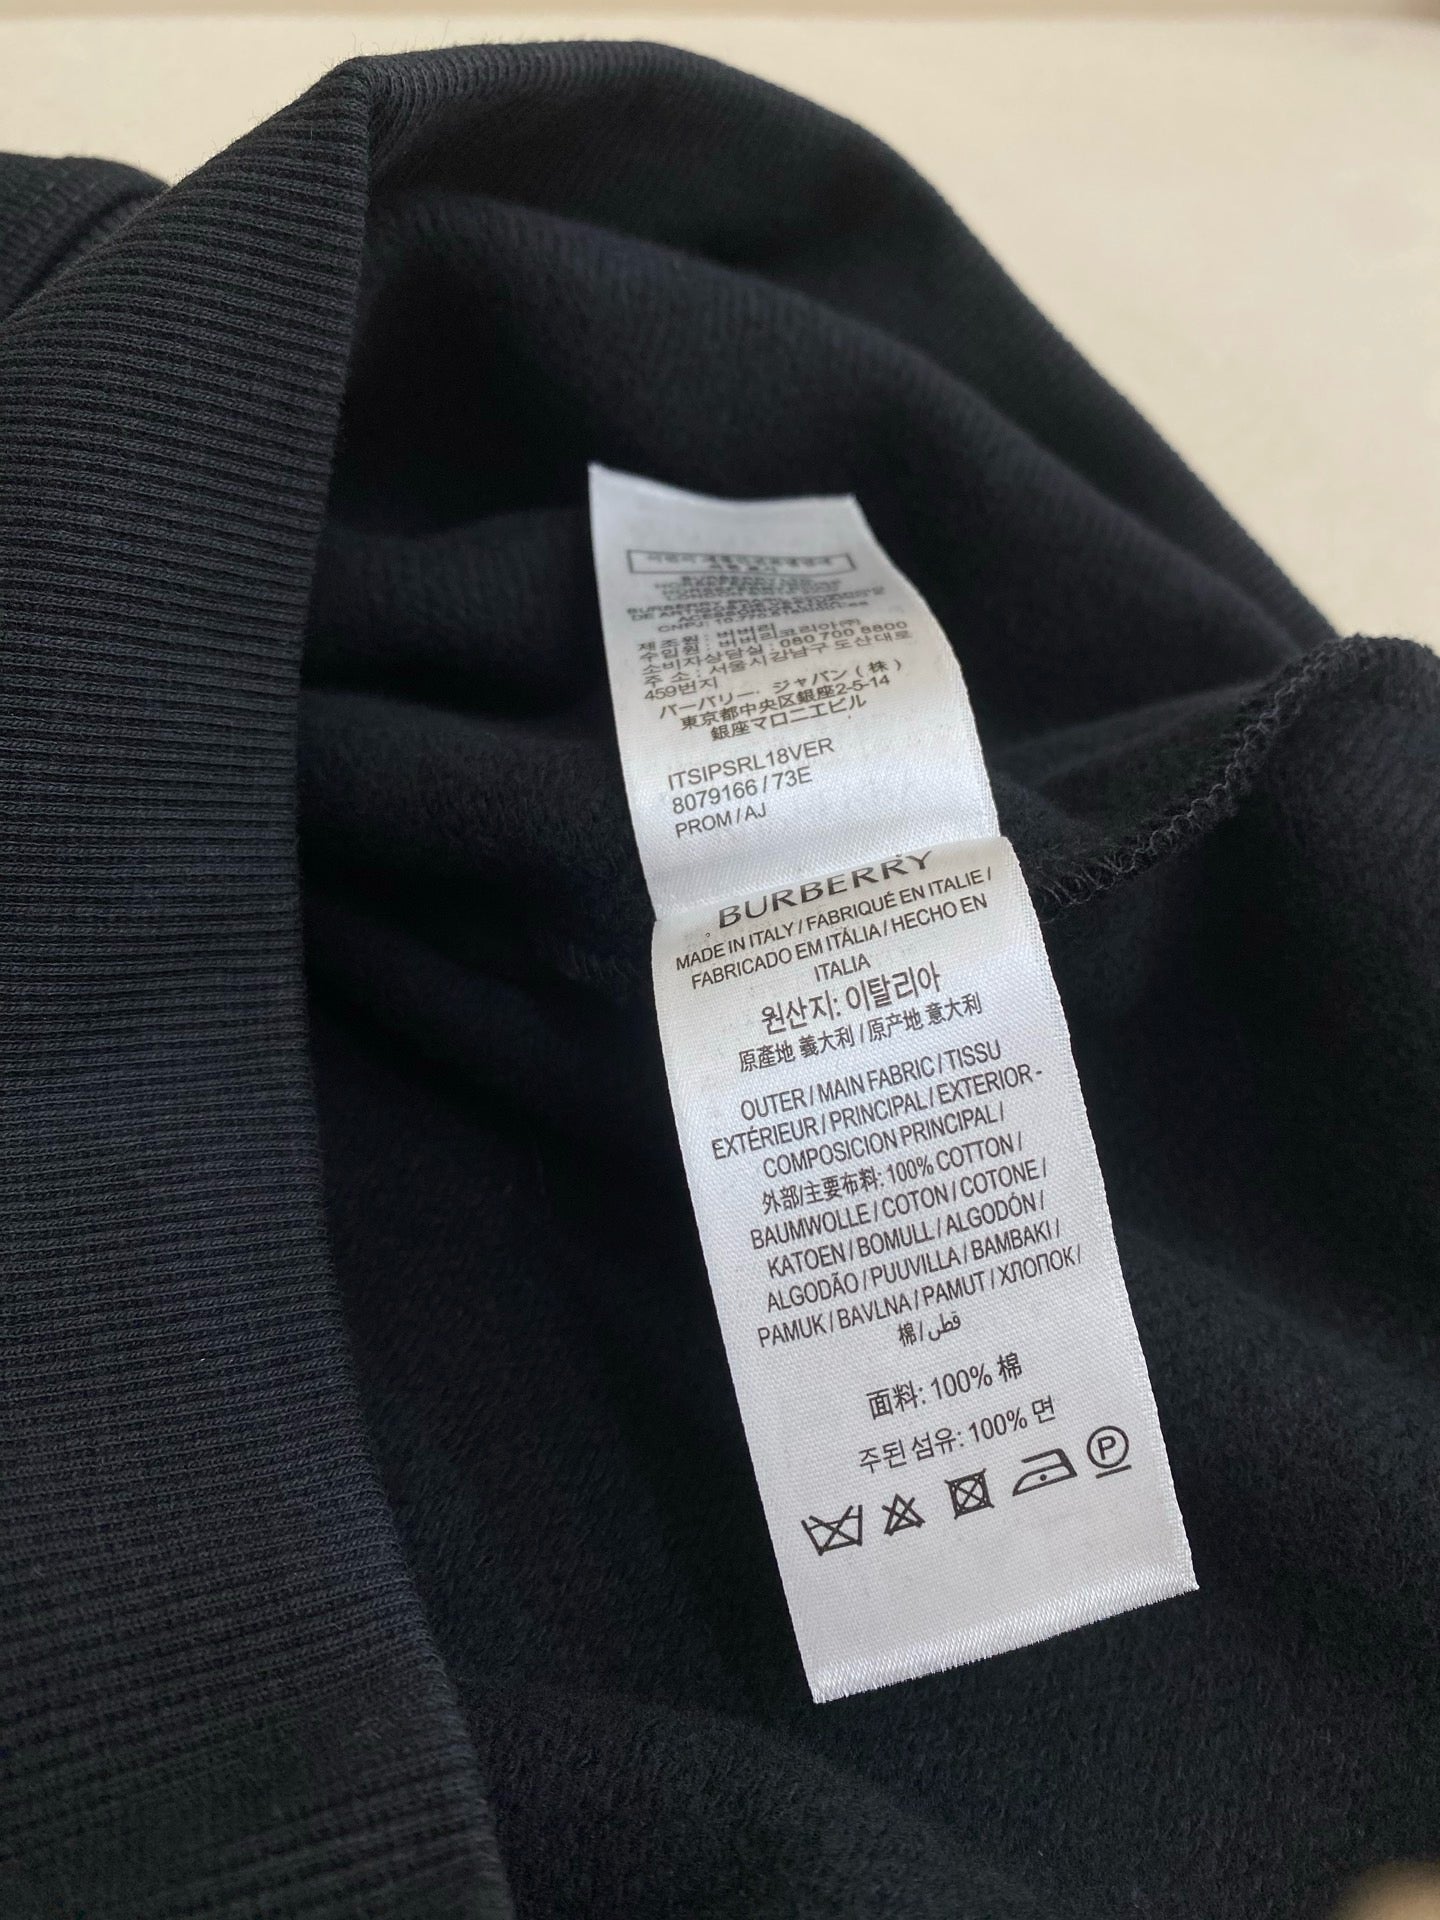 BURBERRY
제조원 : 버버리
수입원 : 버버리코리아㈜
소비자상담실 : 080 700 8800
주 소 : 서울시강남구 도산대로
459번지
バーバリー．ジャパン（株）
東京都中央区銀座2-5-14
銀座マロニエビル
ITSIPSRL18VER
8079166 / 73E
PROM / AJ
BURBERRY
MADE IN ITALY / FABRIQUÉ EN ITALIE /
FABRICADO EM ITÁLIA / HECHO EN
ITALIA
원산지: 이탈리아
原產地 義大利 / 原产地 意大利
OUTER / MAIN FABRIC / TISSU
EXTÉRIEUR / PRINCIPAL / EXTERIOR -
COMPOSICION PRINCIPAL /
外部/主要布料: 100% COTTON /
BAUMWOLLE / COTON / COTONE /
KATOEN / BOMULL / ALGODÓN /
ALGODÃO / PUUVILLA / BAMBAKI /
PAMUK / BAVLNA / PAMUT / ХЛОПОК /
棉 / قطن
面料: 100% 棉
주된 섬유: 100% 면
P